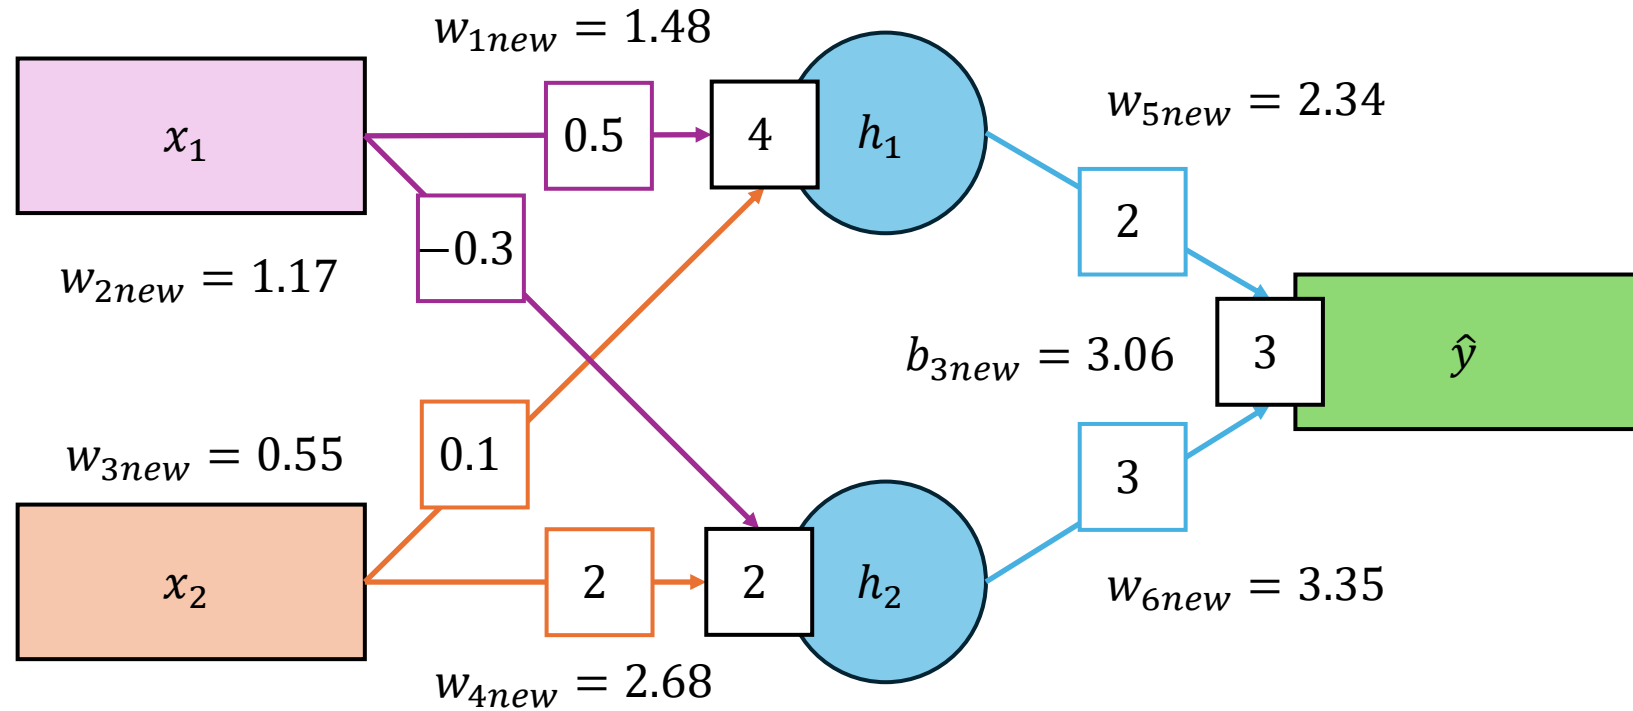 w₁ₙₑw = 1.48
x₁
0.5
4
h₁
w₅ₙₑw = 2.34
2
−0.3
w₂ₙₑw = 1.17
b₃ₙₑw = 3.06
3
ŷ
w₃ₙₑw = 0.55
0.1
3
x₂
2
2
h₂
w₆ₙₑw = 3.35
w₄ₙₑw = 2.68